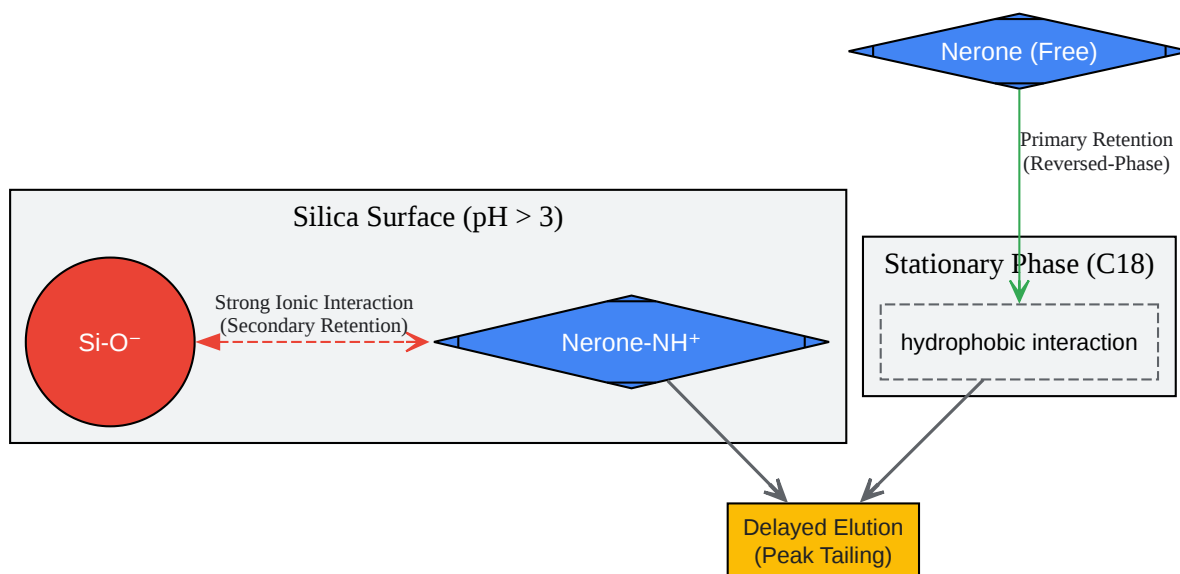 Nerone (Free)
Primary Retention
(Reversed-Phase)
Silica Surface (pH > 3)
Stationary Phase (C18)
Strong Ionic Interaction
(Secondary Retention)
Si-O⁻
Nerone-NH⁺
hydrophobic interaction
Delayed Elution
(Peak Tailing)